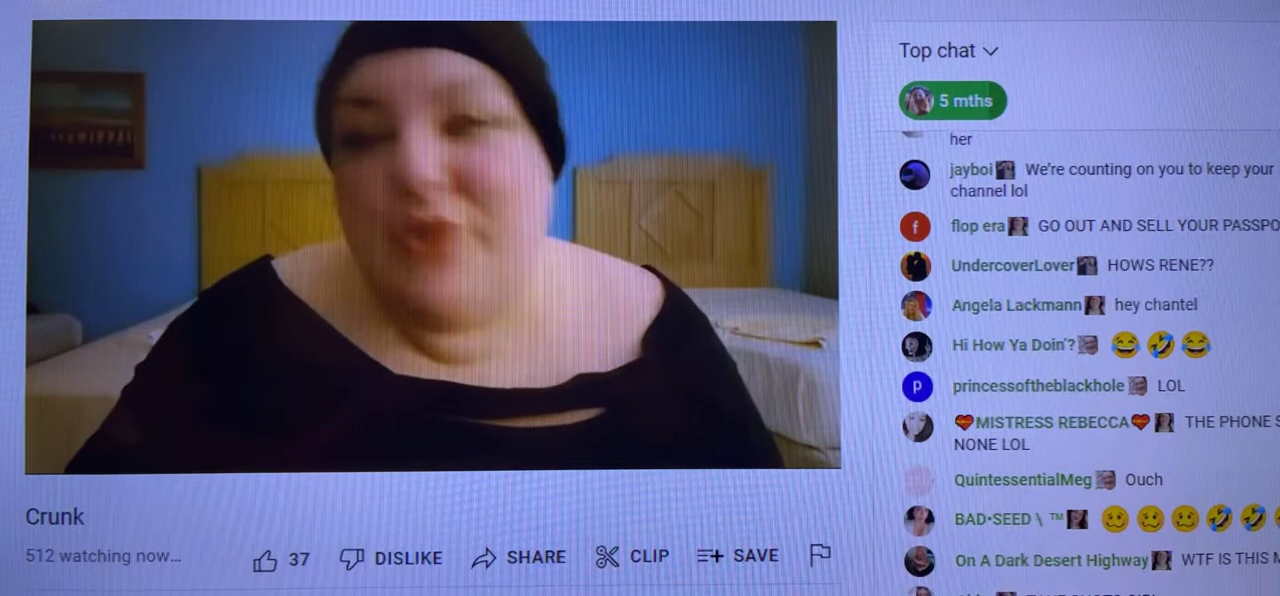 Crunk
512 watching now...
37
DISLIKE
SHARE
CLIP
SAVE
Top chat
5 mths
her
jayboi We're counting on you to keep your
channel lol
flop era GO OUT AND SELL YOUR PASSPO
UndercoverLover HOWS RENE??
Angela Lackmann hey chantel
Hi How Ya Doin'?
p
princessoftheblackhole LOL
MISTRESS REBECCA THE PHONE S
NONE LOL
QuintessentialMeg Ouch
BAD•SEED \ ™
On A Dark Desert Highway WTF IS THIS M